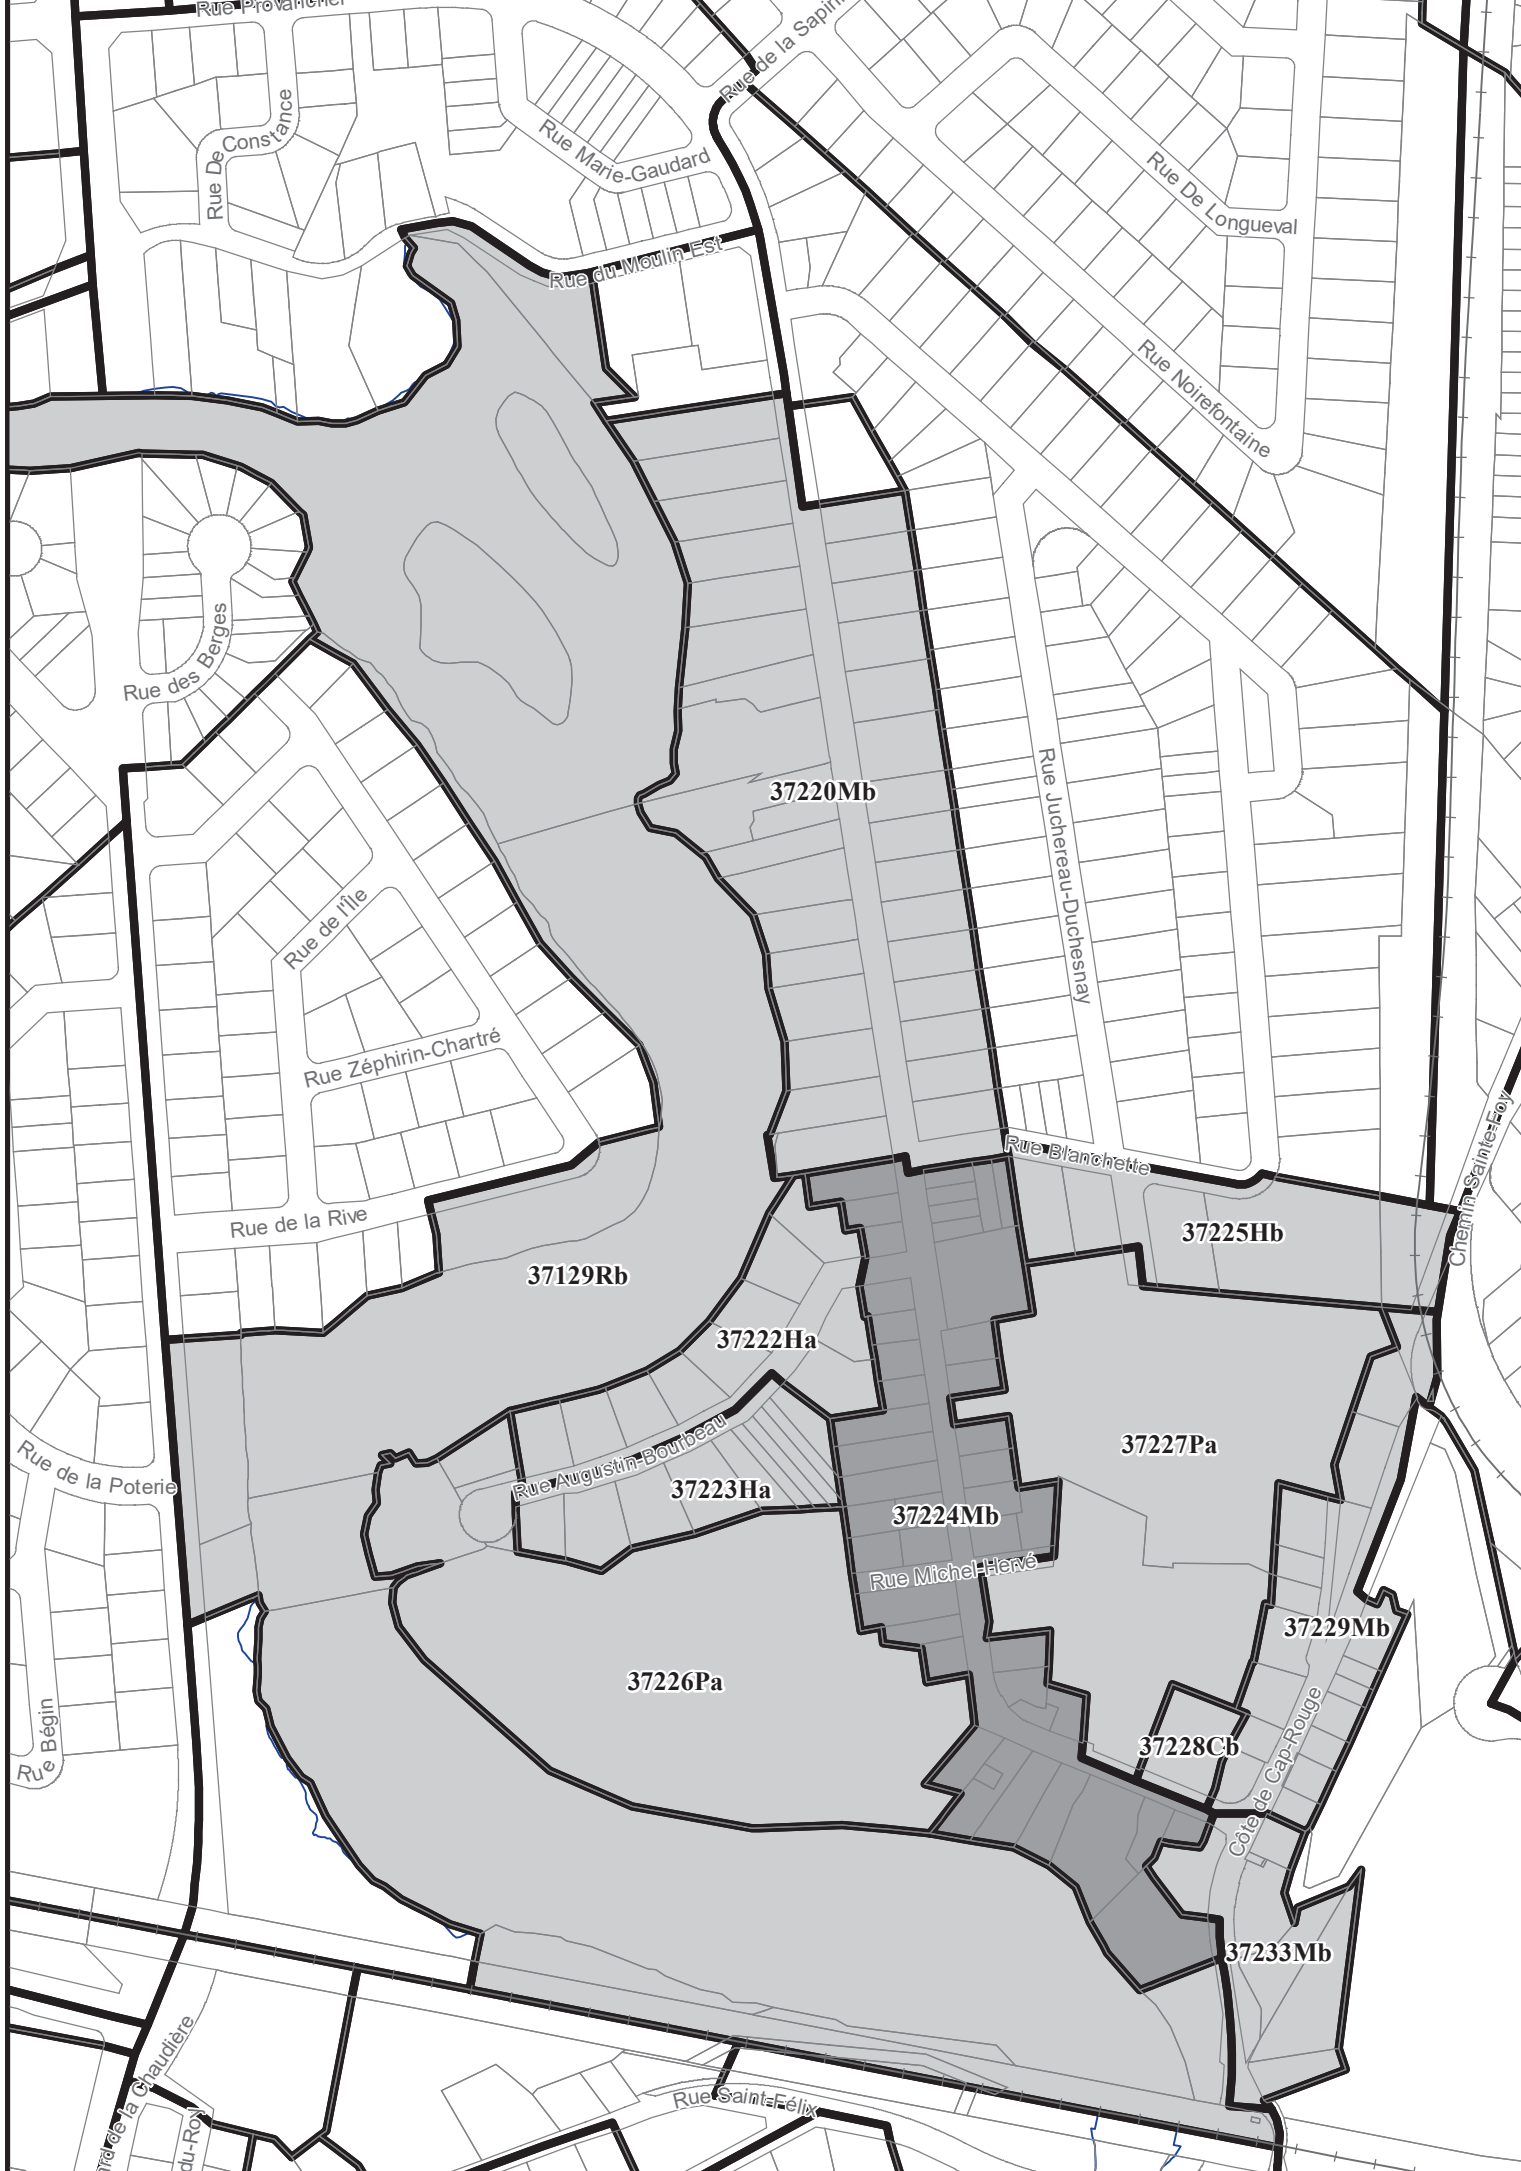 Rue Provancher
Rue de la
Rue De Constance
Rue Marie-Gaudard
Rue De Longueval
Rue du Moulin Est
Rue Noirefontaine
Rue des Berges
37220Mb
Rue Juchereau-Duchesnay
Rue de l'Île
Rue Zéphirin-Chartré
Chemin Sainte-Foy
Rue Blanchette
Rue de la Rive
37225Hb
37129Rb
37222Ha
37227Pa
Rue Augustin-Bourbeau
Rue de la Poterie
37223Ha
37224Mb
Rue Michel-Hervé
37229Mb
37226Pa
Rue Bégin
37228Cb
Côte de Cap-Rouge
37233Mb
ard de la Chaudière
Rue Saint-Félix
du-Roy